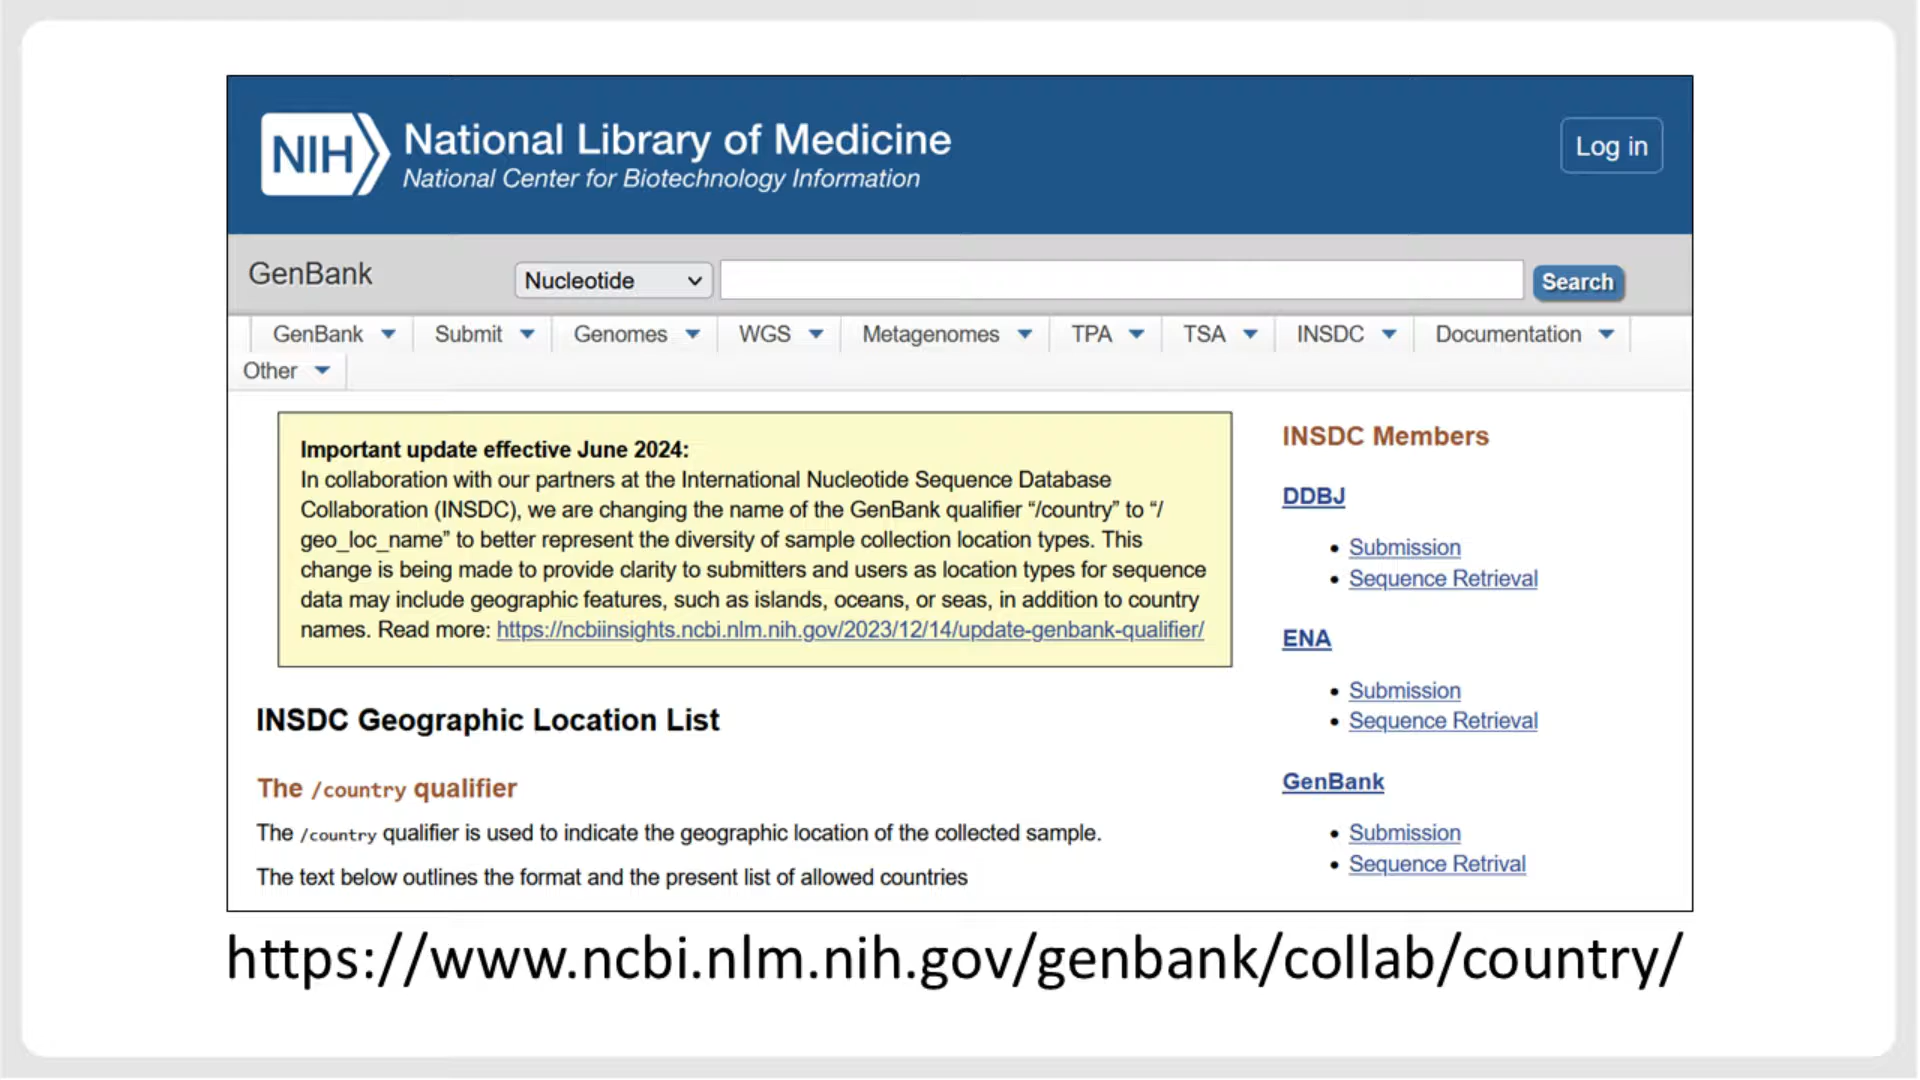 NIH National Library of Medicine
National Center for Biotechnology Information
Log in
GenBank
Nucleotide
Search
GenBank Submit Genomes WGS Metagenomes TPA TSA INSDC Documentation
Other
Important update effective June 2024:
In collaboration with our partners at the International Nucleotide Sequence Database
Collaboration (INSDC), we are changing the name of the GenBank qualifier “/country” to “/
geo_loc_name” to better represent the diversity of sample collection location types. This
change is being made to provide clarity to submitters and users as location types for sequence
data may include geographic features, such as islands, oceans, or seas, in addition to country
names. Read more: https://ncbiinsights.ncbi.nlm.nih.gov/2023/12/14/update-genbank-qualifier/
INSDC Geographic Location List
The /country qualifier
The /country qualifier is used to indicate the geographic location of the collected sample.
The text below outlines the format and the present list of allowed countries
INSDC Members
DDBJ
• Submission
• Sequence Retrieval
ENA
• Submission
• Sequence Retrieval
GenBank
• Submission
• Sequence Retrival
https://www.ncbi.nlm.nih.gov/genbank/collab/country/